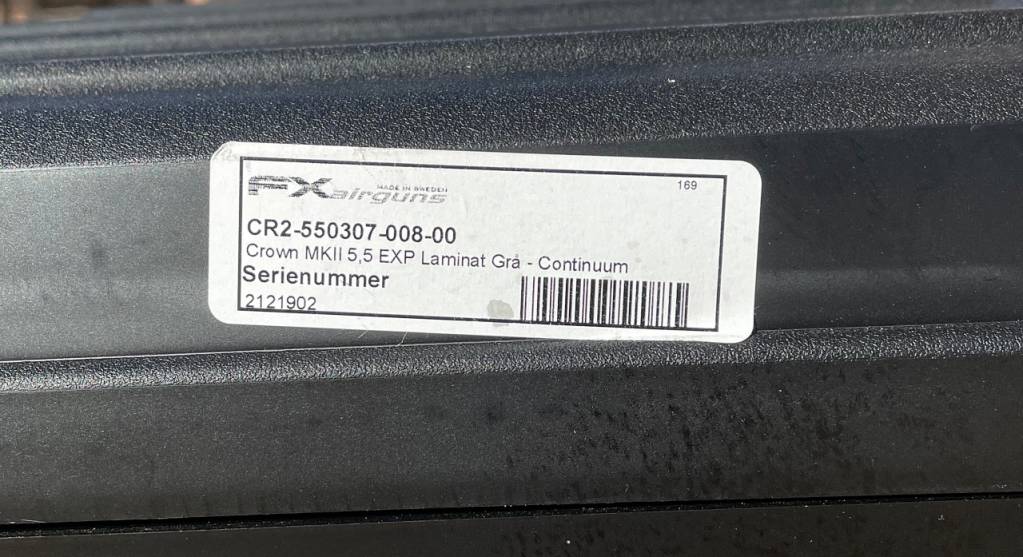 FX airguns MADE IN SWEDEN
169
CR2-550307-008-00
Crown MKII 5,5 EXP Laminat Grå - Continuum
Serienummer
2121902